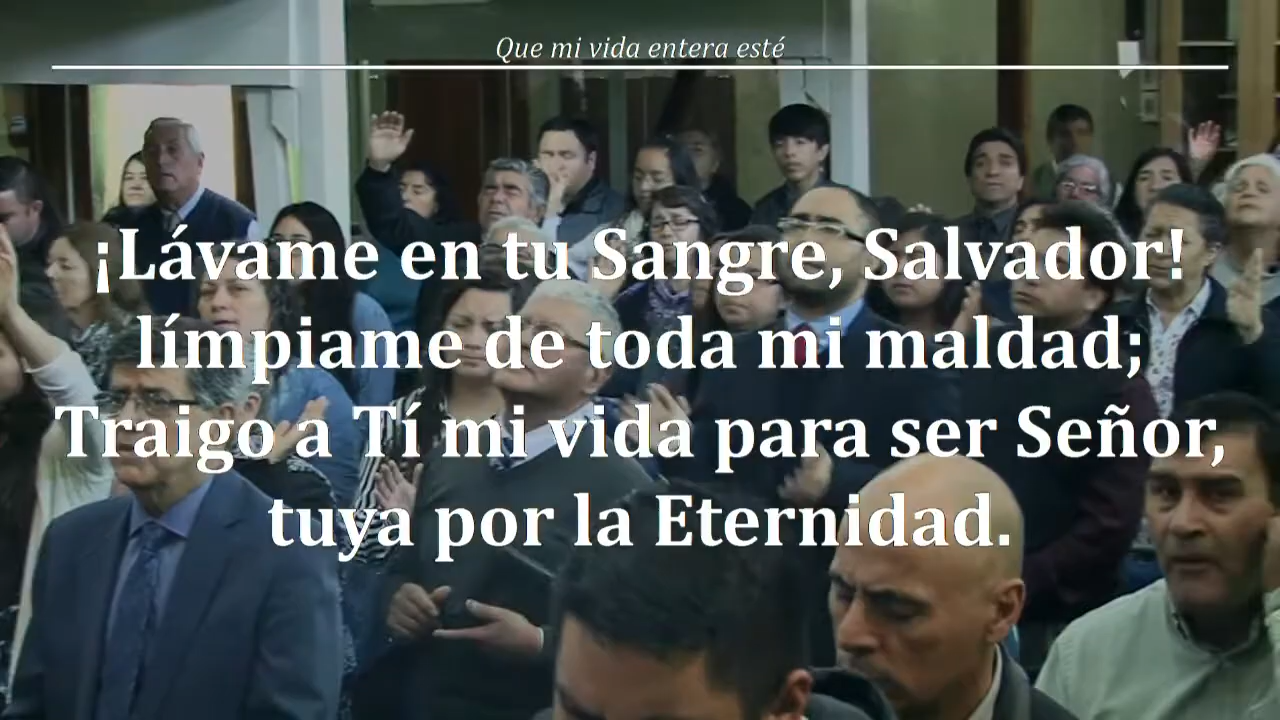 Que mi vida entera esté
¡Lávame en tu Sangre, Salvador!
límpiame de toda mi maldad;
Traigo a Tí mi vida para ser Señor,
tuya por la Eternidad.